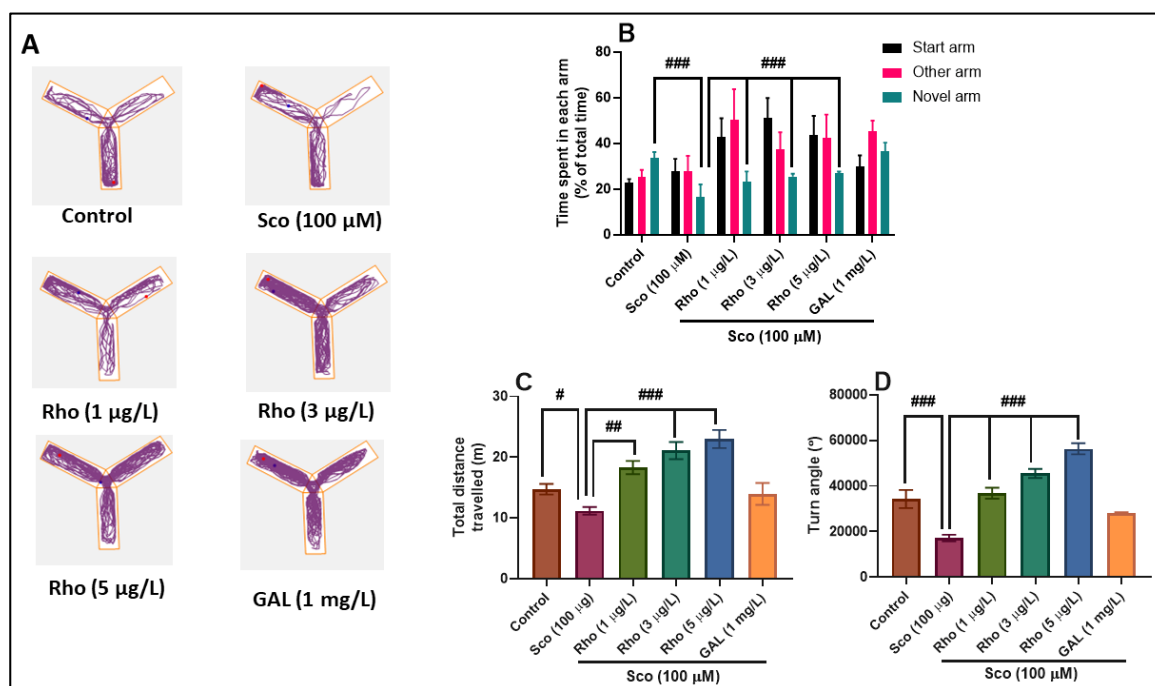 A
Control
Sco (100 µM)
Rho (1 µg/L)
Rho (3 µg/L)
Rho (5 µg/L)
GAL (1 mg/L)
B
Start arm
Other arm
Novel arm
###
###
Time spent in each arm
(% of total time)
80
60
40
20
0
Control
Sco (100 µM)
Rho (1 µg/L)
Rho (3 µg/L)
Rho (5 µg/L)
GAL (1 mg/L)
Sco (100 µM)
C
#
###
##
Total distance
travelled (m)
30
20
10
0
Control
Sco (100 µg)
Rho (1 µg/L)
Rho (3 µg/L)
Rho (5 µg/L)
GAL (1 mg/L)
Sco (100 µM)
D
###
###
Turn angle (°)
80000
60000
40000
20000
0
Control
Sco (100 µg)
Rho (1 µg/L)
Rho (3 µg/L)
Rho (5 µg/L)
GAL (1 mg/L)
Sco (100 µM)